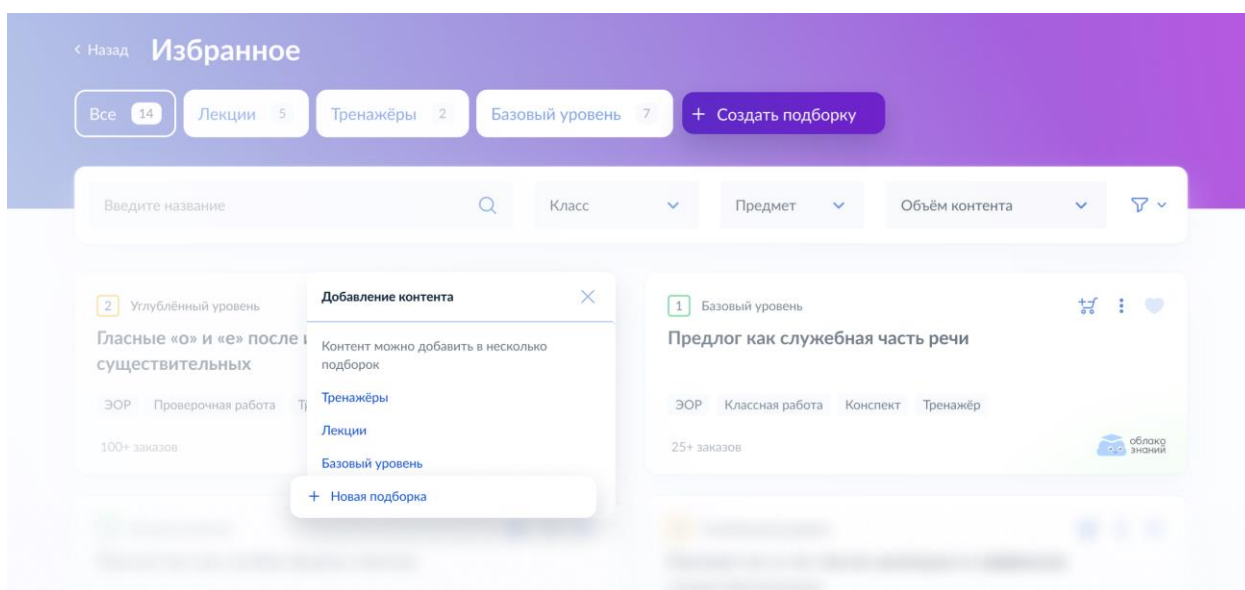 Назад Избранное
Все 14 Лекции 5 Тренажёры 2 Базовый уровень 7 + Создать подборку
Введите название Класс Предмет Объём контента
2 Углублённый уровень
Гласные «о» и «е» после
существительных
ЭОР Проверочная работа
100+ заказов
Добавление контента
Контент можно добавить в несколько
подборок
Тренажёры
Лекции
Базовый уровень
+ Новая подборка
1 Базовый уровень
Предлог как служебная часть речи
ЭОР Классная работа Конспект Тренажёр
25+ заказов
облако
знаний